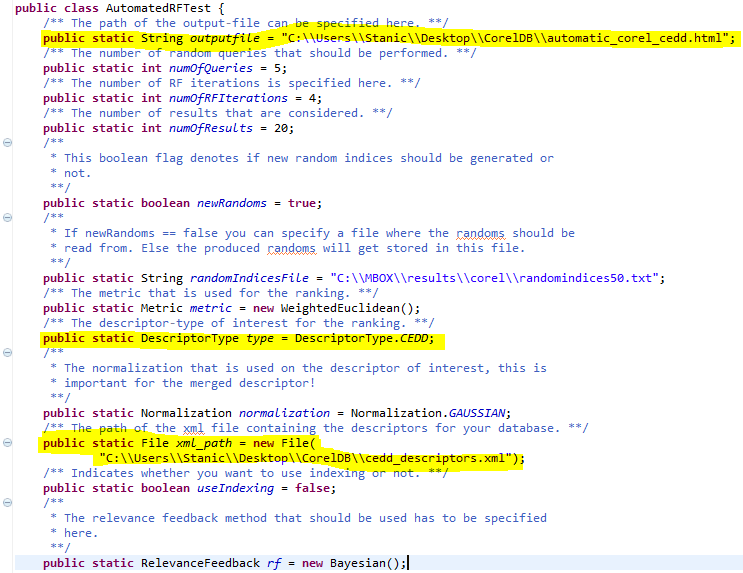 public class AutomatedRFTest {
/** The path of the output-file can be specified here. **/
public static String outputfile = "C:\\Users\\Stanic\\Desktop\\CorelDB\\automatic_corel_cedd.html";
/** The number of random queries that should be performed. **/
public static int numOfQueries = 5;
/** The number of RF iterations is specified here. **/
public static int numOfRFIterations = 4;
/** The number of results that are considered. **/
public static int numOfResults = 20;
/**
* This boolean flag denotes if new random indices should be generated or
* not.
**/
public static boolean newRandoms = true;
/**
* If newRandoms == false you can specify a file where the randoms should be
* read from. Else the produced randoms will get stored in this file.
**/
public static String randomIndicesFile = "C:\\MBOX\\results\\corel\\randomindices50.txt";
/** The metric that is used for the ranking. **/
public static Metric metric = new WeightedEuclidean();
/** The descriptor-type of interest for the ranking. **/
public static DescriptorType type = DescriptorType.CEDD;
/**
* The normalization that is used on the descriptor of interest, this is
* important for the merged descriptor!
**/
public static Normalization normalization = Normalization.GAUSSIAN;
/** The path of the xml file containing the descriptors for your database. **/
public static File xml_path = new File(
"C:\\Users\\Stanic\\Desktop\\CorelDB\\cedd_descriptors.xml");
/** Indicates whether you want to use indexing or not. **/
public static boolean useIndexing = false;
/**
* The relevance feedback method that should be used has to be specified
* here.
**/
public static RelevanceFeedback rf = new Bayesian();